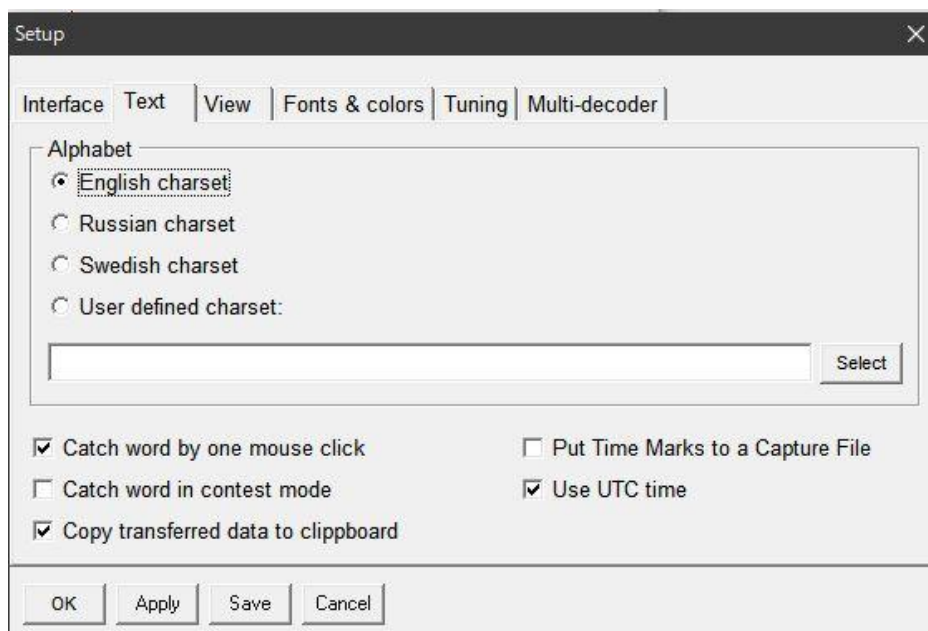 Setup
Interface Text View Fonts & colors Tuning Multi-decoder
Alphabet
English charset
Russian charset
Swedish charset
User defined charset:
Select
Catch word by one mouse click Put Time Marks to a Capture File
Catch word in contest mode Use UTC time
Copy transferred data to clippboard
OK Apply Save Cancel